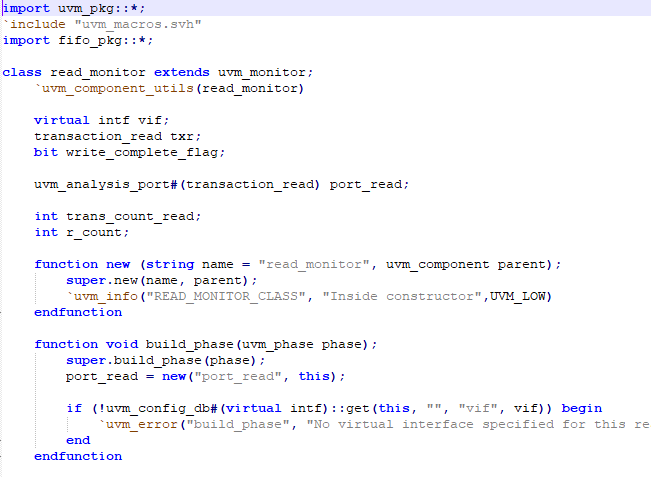 import uvm_pkg::*;
`include "uvm_macros.svh"
import fifo_pkg::*;
class read_monitor extends uvm_monitor;
`uvm_component_utils(read_monitor)
virtual intf vif;
transaction_read txr;
bit write_complete_flag;
uvm_analysis_port#(transaction_read) port_read;
int trans_count_read;
int r_count;
function new (string name = "read_monitor", uvm_component parent);
super.new(name, parent);
`uvm_info("READ_MONITOR_CLASS", "Inside constructor",UVM_LOW)
endfunction
function void build_phase(uvm_phase phase);
super.build_phase(phase);
port_read = new("port_read", this);
if (!uvm_config_db#(virtual intf)::get(this, "", "vif", vif)) begin
`uvm_error("build_phase", "No virtual interface specified for this re
end
endfunction